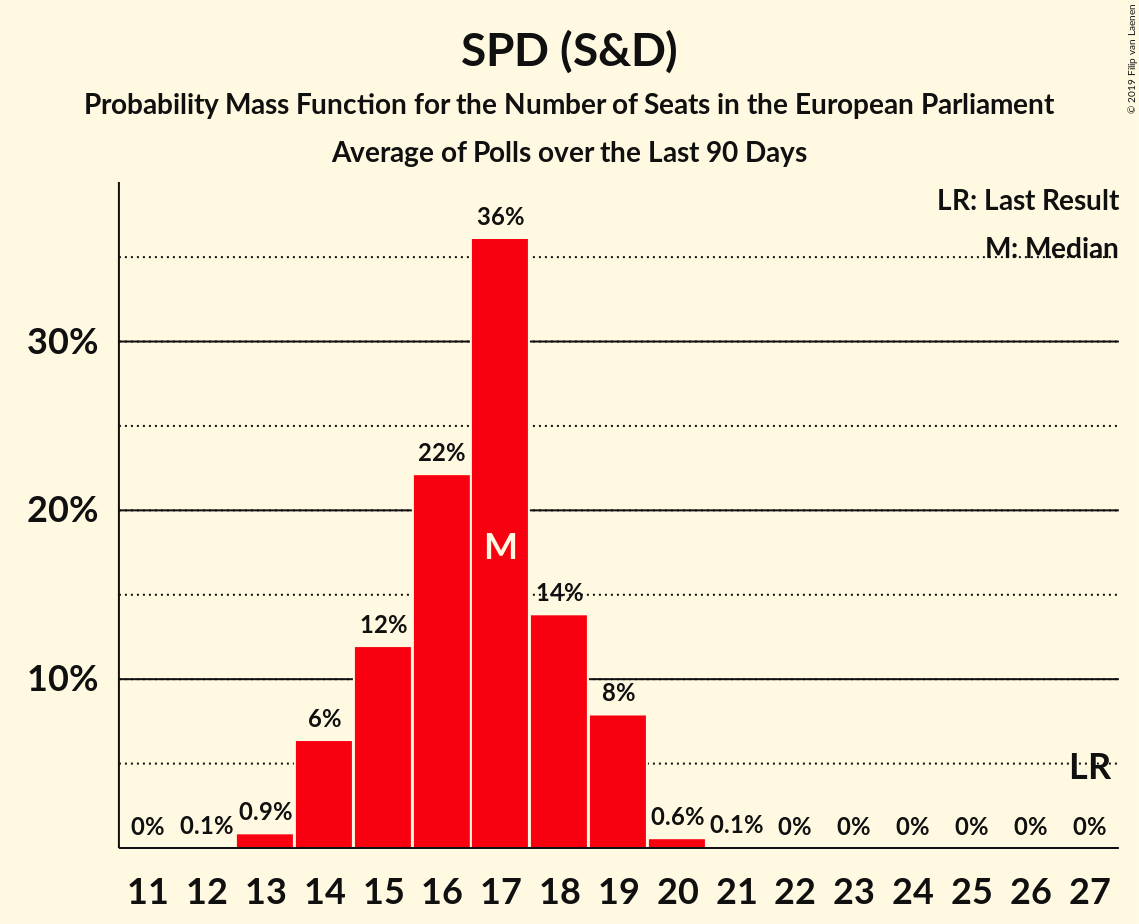 SPD (S&D)
Probability Mass Function for the Number of Seats in the European Parliament
Average of Polls over the Last 90 Days
© 2019 Filip van Laenen
LR: Last Result
M: Median
36%
30%
22%
20%
M
14%
12%
10%
8%
6%
LR
0% 0.1% 0.9% 0.6% 0.1% 0% 0% 0% 0% 0% 0%
11 12 13 14 15 16 17 18 19 20 21 22 23 24 25 26 27